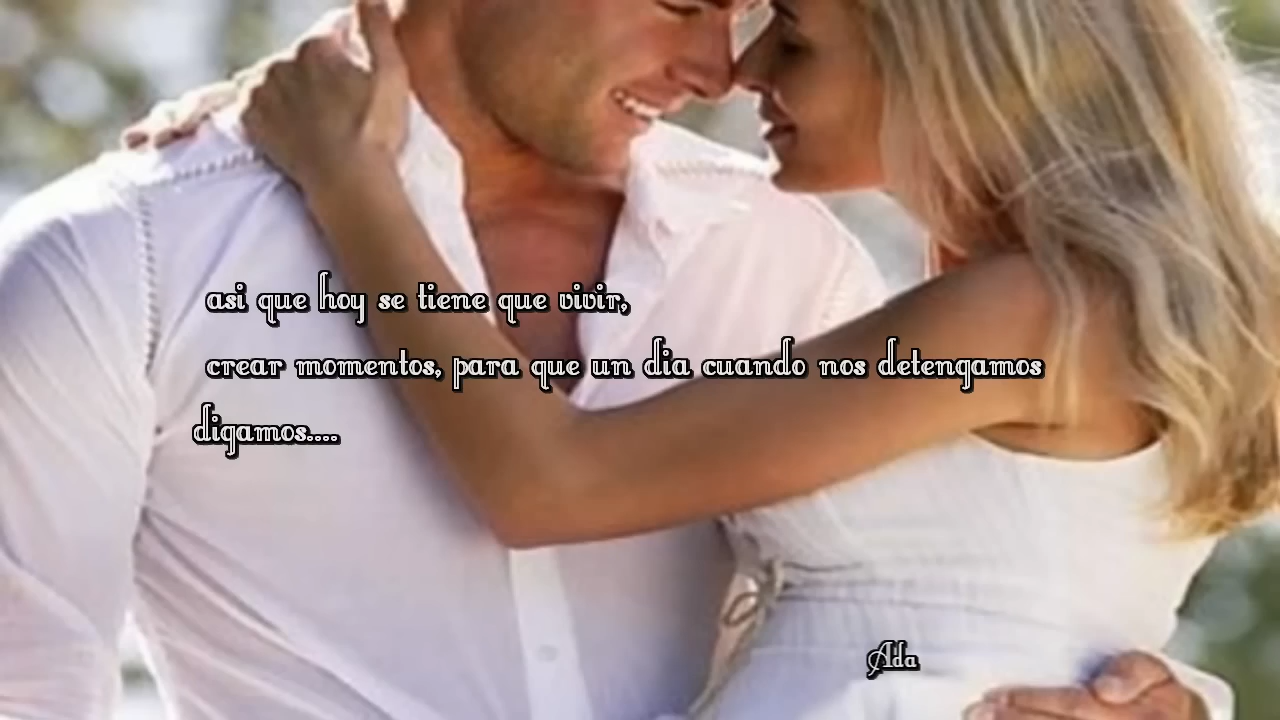 asi que hoy se tiene que vivir,
crear momentos, para que un dia cuando nos detengamos
digamos....
Ada